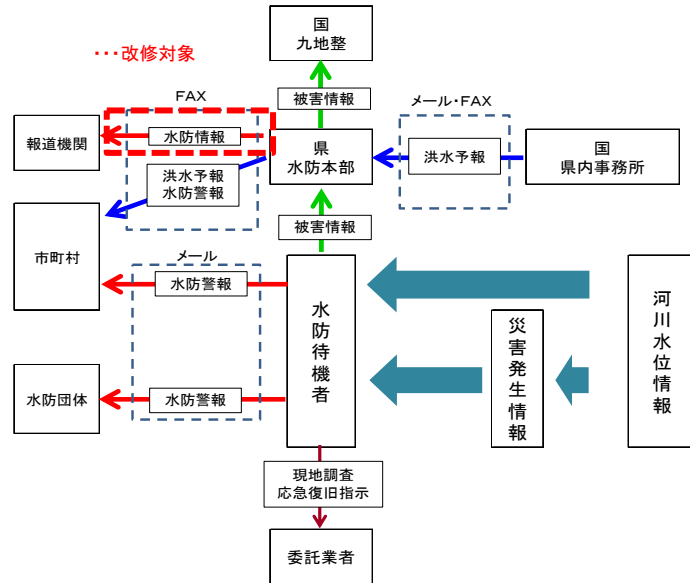 国
九地整
･･･改修対象
被害情報
FAX
メール・FAX
報道機関
水防情報
県
水防本部
洪水予報
国
県内事務所
洪水予報
水防警報
被害情報
市町村
メール
水防警報
水防待機者
河川水位情報
災害発生情報
水防団体
水防警報
現地調査
応急復旧指示
委託業者